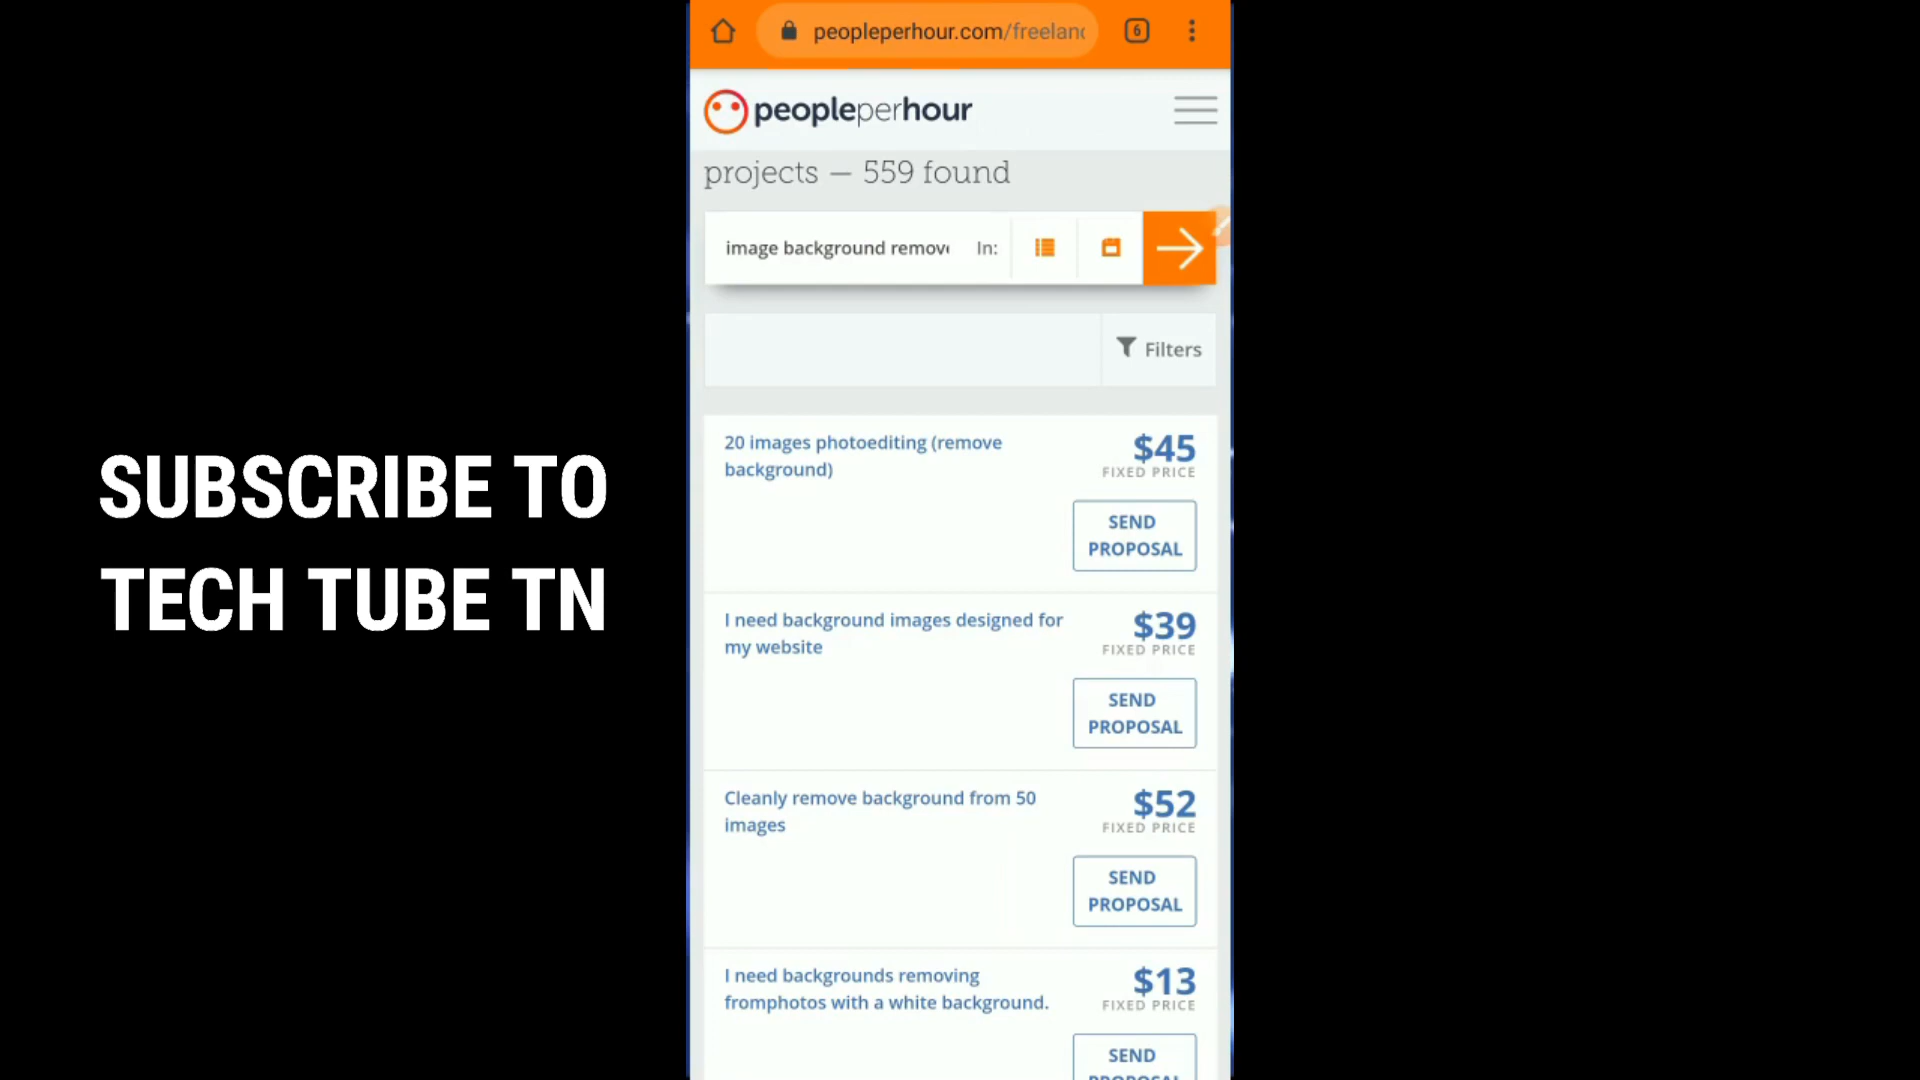 SUBSCRIBE TO
TECH TUBE TN
peopleperhour.com/freelanc
6
peopleperhour
projects — 559 found
image background remov
In:
Filters
20 images photoediting (remove
background)
$45
FIXED PRICE
SEND
PROPOSAL
I need background images designed for
my website
$39
FIXED PRICE
SEND
PROPOSAL
Cleanly remove background from 50
images
$52
FIXED PRICE
SEND
PROPOSAL
I need backgrounds removing
fromphotos with a white background.
$13
FIXED PRICE
SEND
PROPOSAL